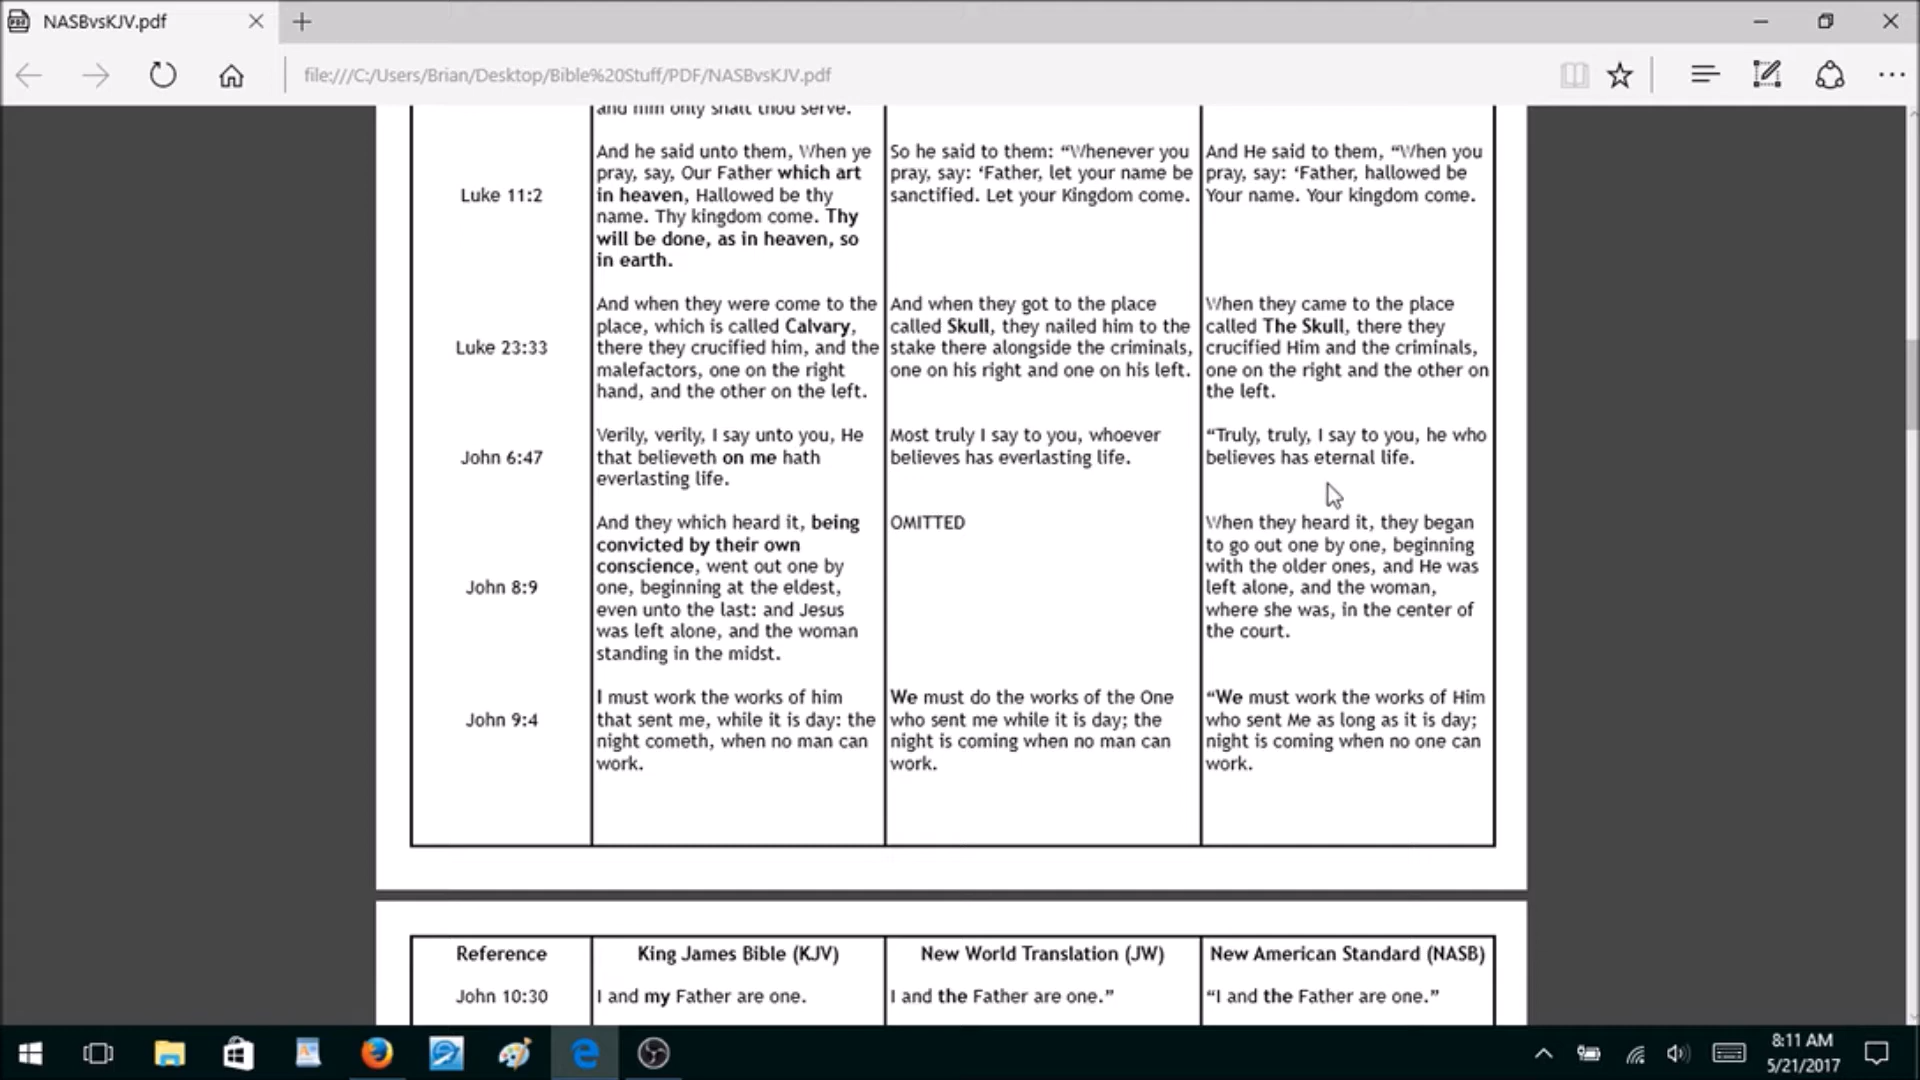 NASBvsKJV.pdf
file:///C:/Users/Brian/Desktop/Bible%20Stuff/PDF/NASBvsKJV.pdf
and him only shalt thou serve.
Luke 11:2
And he said unto them, When ye
pray, say, Our Father which art
in heaven, Hallowed be thy
name. Thy kingdom come. Thy
will be done, as in heaven, so
in earth.
So he said to them: “Whenever you
pray, say: ‘Father, let your name be
sanctified. Let your Kingdom come.
And He said to them, “When you
pray, say: ‘Father, hallowed be
Your name. Your kingdom come.
Luke 23:33
And when they were come to the
place, which is called Calvary,
there they crucified him, and the
malefactors, one on the right
hand, and the other on the left.
And when they got to the place
called Skull, they nailed him to the
stake there alongside the criminals,
one on his right and one on his left.
When they came to the place
called The Skull, there they
crucified Him and the criminals,
one on the right and the other on
the left.
John 6:47
Verily, verily, I say unto you, He
that believeth on me hath
everlasting life.
Most truly I say to you, whoever
believes has everlasting life.
“Truly, truly, I say to you, he who
believes has eternal life.
John 8:9
And they which heard it, being
convicted by their own
conscience, went out one by
one, beginning at the eldest,
even unto the last: and Jesus
was left alone, and the woman
standing in the midst.
OMITTED
When they heard it, they began
to go out one by one, beginning
with the older ones, and He was
left alone, and the woman,
where she was, in the center of
the court.
John 9:4
I must work the works of him
that sent me, while it is day: the
night cometh, when no man can
work.
We must do the works of the One
who sent me while it is day; the
night is coming when no man can
work.
“We must work the works of Him
who sent Me as long as it is day;
night is coming when no one can
work.
Reference
King James Bible (KJV)
New World Translation (JW)
New American Standard (NASB)
John 10:30
I and my Father are one.
I and the Father are one.”
“I and the Father are one.”
8:11 AM
5/21/2017